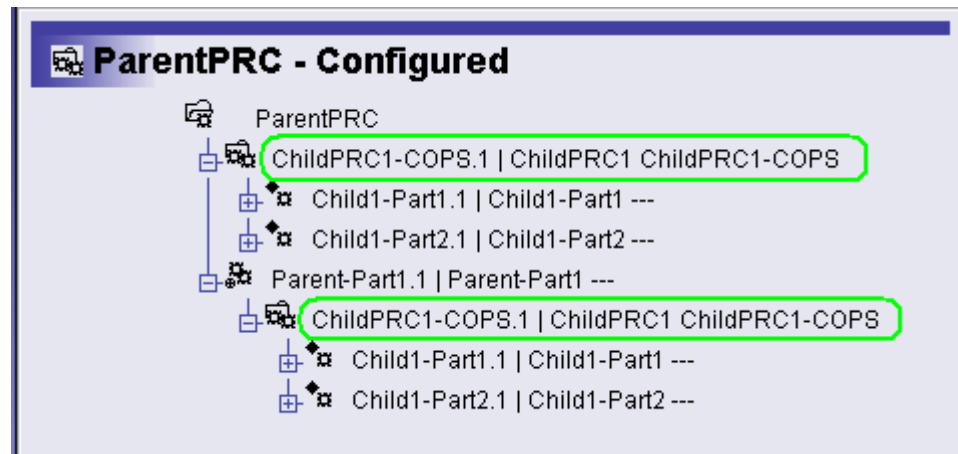 ParentPRC - Configured
ParentPRC
ChildPRC1-COPS.1 | ChildPRC1 ChildPRC1-COPS
Child1-Part1.1 | Child1-Part1 ---
Child1-Part2.1 | Child1-Part2 ---
Parent-Part1.1 | Parent-Part1 ---
ChildPRC1-COPS.1 | ChildPRC1 ChildPRC1-COPS
Child1-Part1.1 | Child1-Part1 ---
Child1-Part2.1 | Child1-Part2 ---